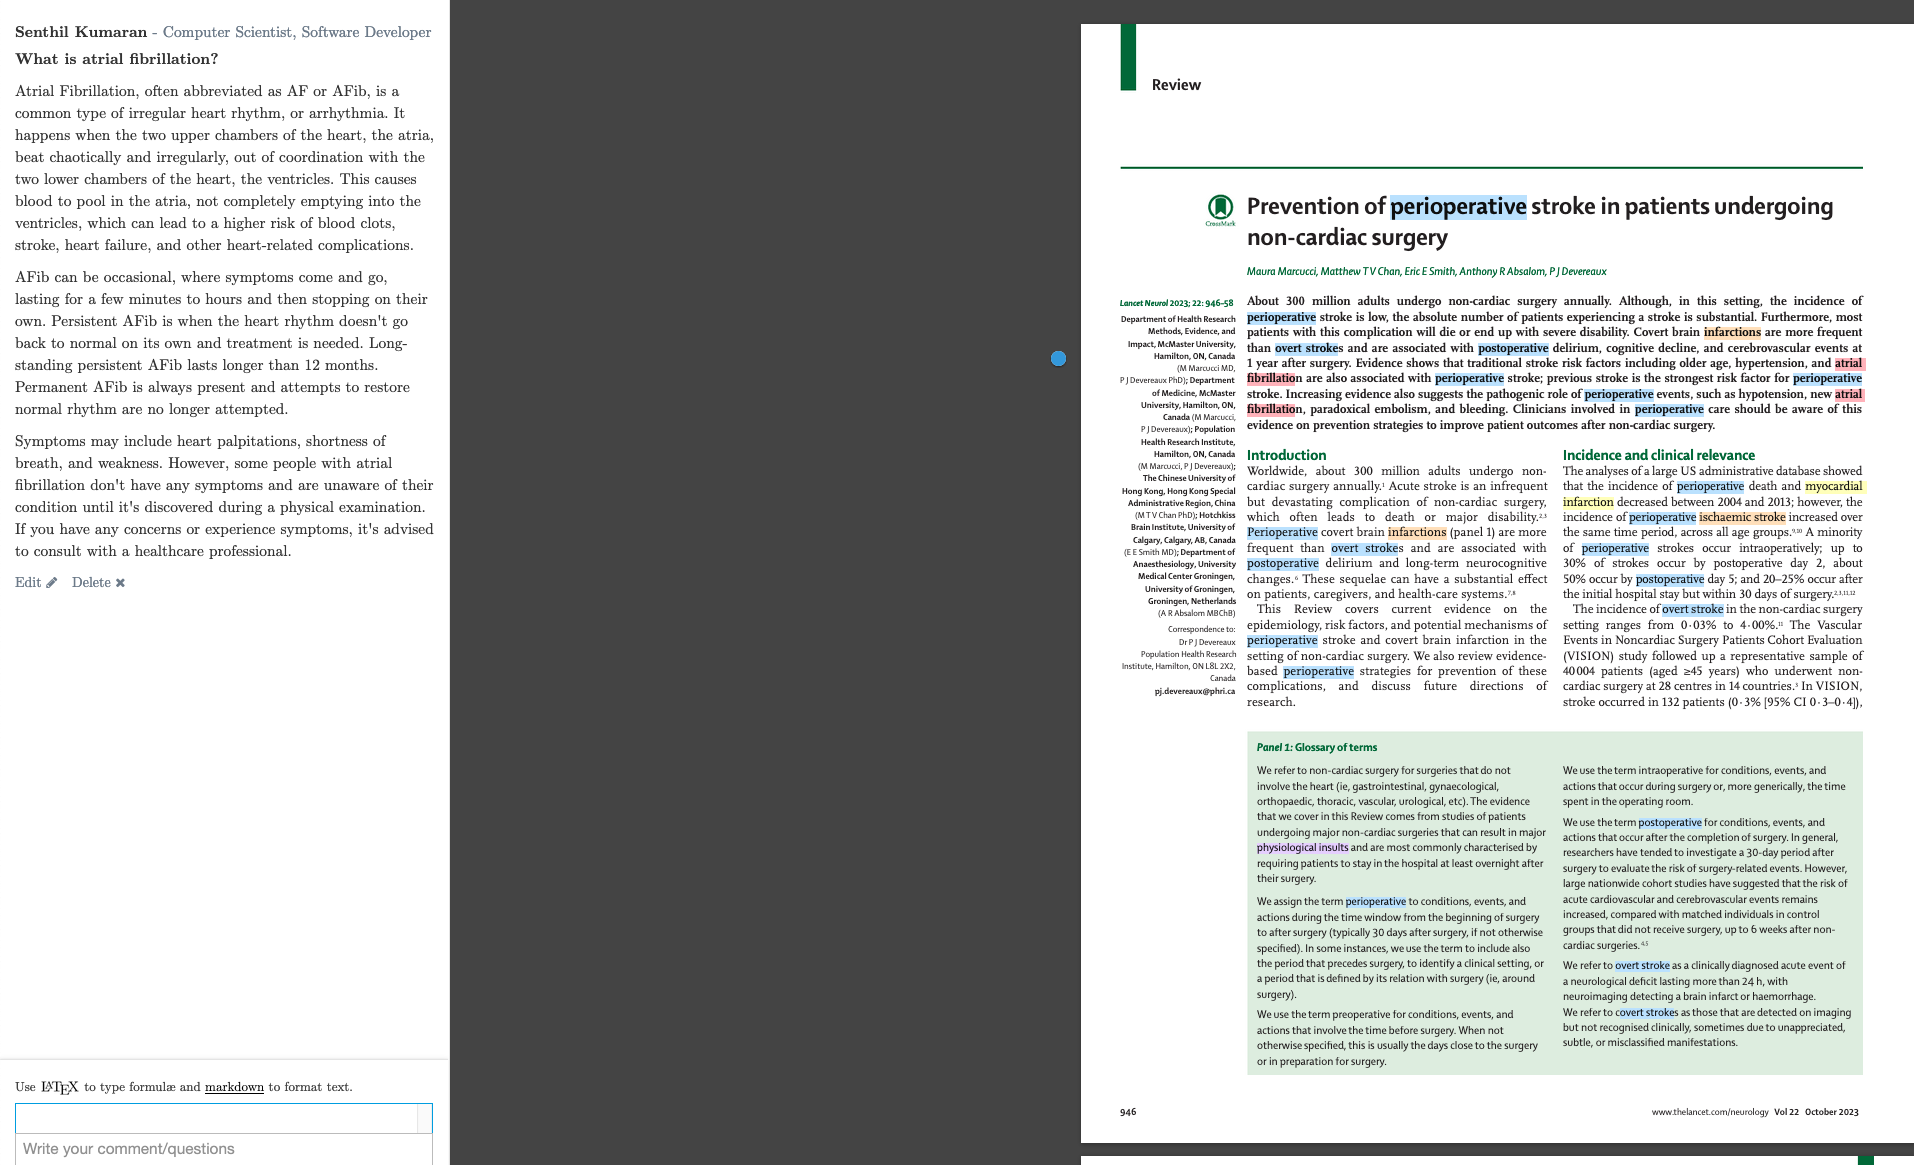 Senthil Kumaran - Computer Scientist, Software Developer
What is atrial fibrillation?
Atrial Fibrillation, often abbreviated as AF or AFib, is a
common type of irregular heart rhythm, or arrhythmia. It
happens when the two upper chambers of the heart, the atria,
beat chaotically and irregularly, out of coordination with the
two lower chambers of the heart, the ventricles. This causes
blood to pool in the atria, not completely emptying into the
ventricles, which can lead to a higher risk of blood clots,
stroke, heart failure, and other heart-related complications.
AFib can be occasional, where symptoms come and go,
lasting for a few minutes to hours and then stopping on their
own. Persistent AFib is when the heart rhythm doesn't go
back to normal on its own and treatment is needed. Long-
standing persistent AFib lasts longer than 12 months.
Permanent AFib is always present and attempts to restore
normal rhythm are no longer attempted.
Symptoms may include heart palpitations, shortness of
breath, and weakness. However, some people with atrial
fibrillation don't have any symptoms and are unaware of their
condition until it's discovered during a physical examination.
If you have any concerns or experience symptoms, it's advised
to consult with a healthcare professional.
Edit Delete
Use LATEX to type formulæ and markdown to format text.
Write your comment/questions
Review
CrossMark
Prevention of perioperative stroke in patients undergoing
non-cardiac surgery
Maura Marcucci, Matthew T V Chan, Eric E Smith, Anthony R Absalom, P J Devereaux
Lancet Neurol 2023; 22: 946–58
Department of Health Research
Methods, Evidence, and
Impact, McMaster University,
Hamilton, ON, Canada
(M Marcucci MD,
P J Devereaux PhD); Department
of Medicine, McMaster
University, Hamilton, ON,
Canada (M Marcucci,
P J Devereaux); Population
Health Research Institute,
Hamilton, ON, Canada
(M Marcucci, P J Devereaux);
The Chinese University of
Hong Kong, Hong Kong Special
Administrative Region, China
(M T V Chan PhD); Hotchkiss
Brain Institute, University of
Calgary, Calgary, AB, Canada
(E E Smith MD); Department of
Anaesthesiology, University
Medical Center Groningen,
University of Groningen,
Groningen, Netherlands
(A R Absalom MBChB)
Correspondence to:
Dr P J Devereaux
Population Health Research
Institute, Hamilton, ON L8L 2X2,
Canada
pj.devereaux@phri.ca
About 300 million adults undergo non-cardiac surgery annually. Although, in this setting, the incidence of
perioperative stroke is low, the absolute number of patients experiencing a stroke is substantial. Furthermore, most
patients with this complication will die or end up with severe disability. Covert brain infarctions are more frequent
than overt strokes and are associated with postoperative delirium, cognitive decline, and cerebrovascular events at
1 year after surgery. Evidence shows that traditional stroke risk factors including older age, hypertension, and atrial
fibrillation are also associated with perioperative stroke; previous stroke is the strongest risk factor for perioperative
stroke. Increasing evidence also suggests the pathogenic role of perioperative events, such as hypotension, new atrial
fibrillation, paradoxical embolism, and bleeding. Clinicians involved in perioperative care should be aware of this
evidence on prevention strategies to improve patient outcomes after non-cardiac surgery.
Introduction
Worldwide, about 300 million adults undergo non-
cardiac surgery annually.1 Acute stroke is an infrequent
but devastating complication of non-cardiac surgery,
which often leads to death or major disability.2,3
Perioperative covert brain infarctions (panel 1) are more
frequent than overt strokes and are associated with
postoperative delirium and long-term neurocognitive
changes.6 These sequelae can have a substantial effect
on patients, caregivers, and health-care systems.7,8
This Review covers current evidence on the
epidemiology, risk factors, and potential mechanisms of
perioperative stroke and covert brain infarction in the
setting of non-cardiac surgery. We also review evidence-
based perioperative strategies for prevention of these
complications, and discuss future directions of
research.
Incidence and clinical relevance
The analyses of a large US administrative database showed
that the incidence of perioperative death and myocardial
infarction decreased between 2004 and 2013; however, the
incidence of perioperative ischaemic stroke increased over
the same time period, across all age groups.9,10 A minority
of perioperative strokes occur intraoperatively; up to
30% of strokes occur by postoperative day 2, about
50% occur by postoperative day 5; and 20–25% occur after
the initial hospital stay but within 30 days of surgery.2,3,11,12
The incidence of overt stroke in the non-cardiac surgery
setting ranges from 0·03% to 4·00%.11 The Vascular
Events in Noncardiac Surgery Patients Cohort Evaluation
(VISION) study followed up a representative sample of
40 004 patients (aged ≥45 years) who underwent non-
cardiac surgery at 28 centres in 14 countries.3 In VISION,
stroke occurred in 132 patients (0·3% [95% CI 0·3–0·4]),
Panel 1: Glossary of terms
We refer to non-cardiac surgery for surgeries that do not
involve the heart (ie, gastrointestinal, gynaecological,
orthopaedic, thoracic, vascular, urological, etc). The evidence
that we cover in this Review comes from studies of patients
undergoing major non-cardiac surgeries that can result in major
physiological insults and are most commonly characterised by
requiring patients to stay in the hospital at least overnight after
their surgery.
We assign the term perioperative to conditions, events, and
actions during the time window from the beginning of surgery
to after surgery (typically 30 days after surgery, if not otherwise
specified). In some instances, we use the term to include also
the period that precedes surgery, to identify a clinical setting, or
a period that is defined by its relation with surgery (ie, around
surgery).
We use the term preoperative for conditions, events, and
actions that involve the time before surgery. When not
otherwise specified, this is usually the days close to the surgery
or in preparation for surgery.
We use the term intraoperative for conditions, events, and
actions that occur during surgery or, more generically, the time
spent in the operating room.
We use the term postoperative for conditions, events, and
actions that occur after the completion of surgery. In general,
researchers have tended to investigate a 30-day period after
surgery to evaluate the risk of surgery-related events. However,
large nationwide cohort studies have suggested that the risk of
acute cardiovascular and cerebrovascular events remains
increased, compared with matched individuals in control
groups that did not receive surgery, up to 6 weeks after non-
cardiac surgeries.4,5
We refer to overt stroke as a clinically diagnosed acute event of
a neurological deficit lasting more than 24 h, with
neuroimaging detecting a brain infarct or haemorrhage.
We refer to covert strokes as those that are detected on imaging
but not recognised clinically, sometimes due to unappreciated,
subtle, or misclassified manifestations.
946
www.thelancet.com/neurology Vol 22 October 2023